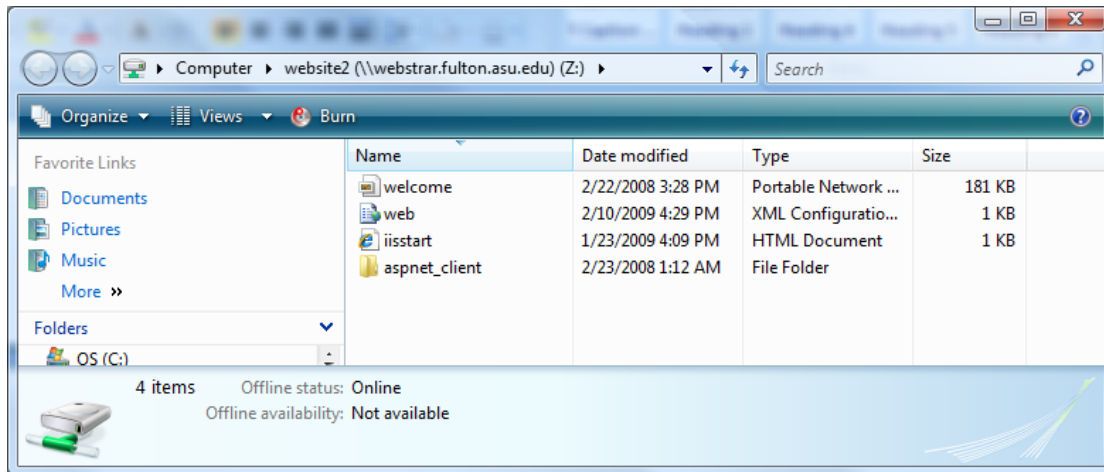 Computer website2 (\\webstrar.fulton.asu.edu) (Z:) Search
Organize Views Burn
Favorite Links
Documents
Pictures
Music
More »
Folders
OS (C:)
Name Date modified Type Size
welcome 2/22/2008 3:28 PM Portable Network ... 181 KB
web 2/10/2009 4:29 PM XML Configuratio... 1 KB
iisstart 1/23/2009 4:09 PM HTML Document 1 KB
aspnet_client 2/23/2008 1:12 AM File Folder
4 items Offline status: Online
Offline availability: Not available